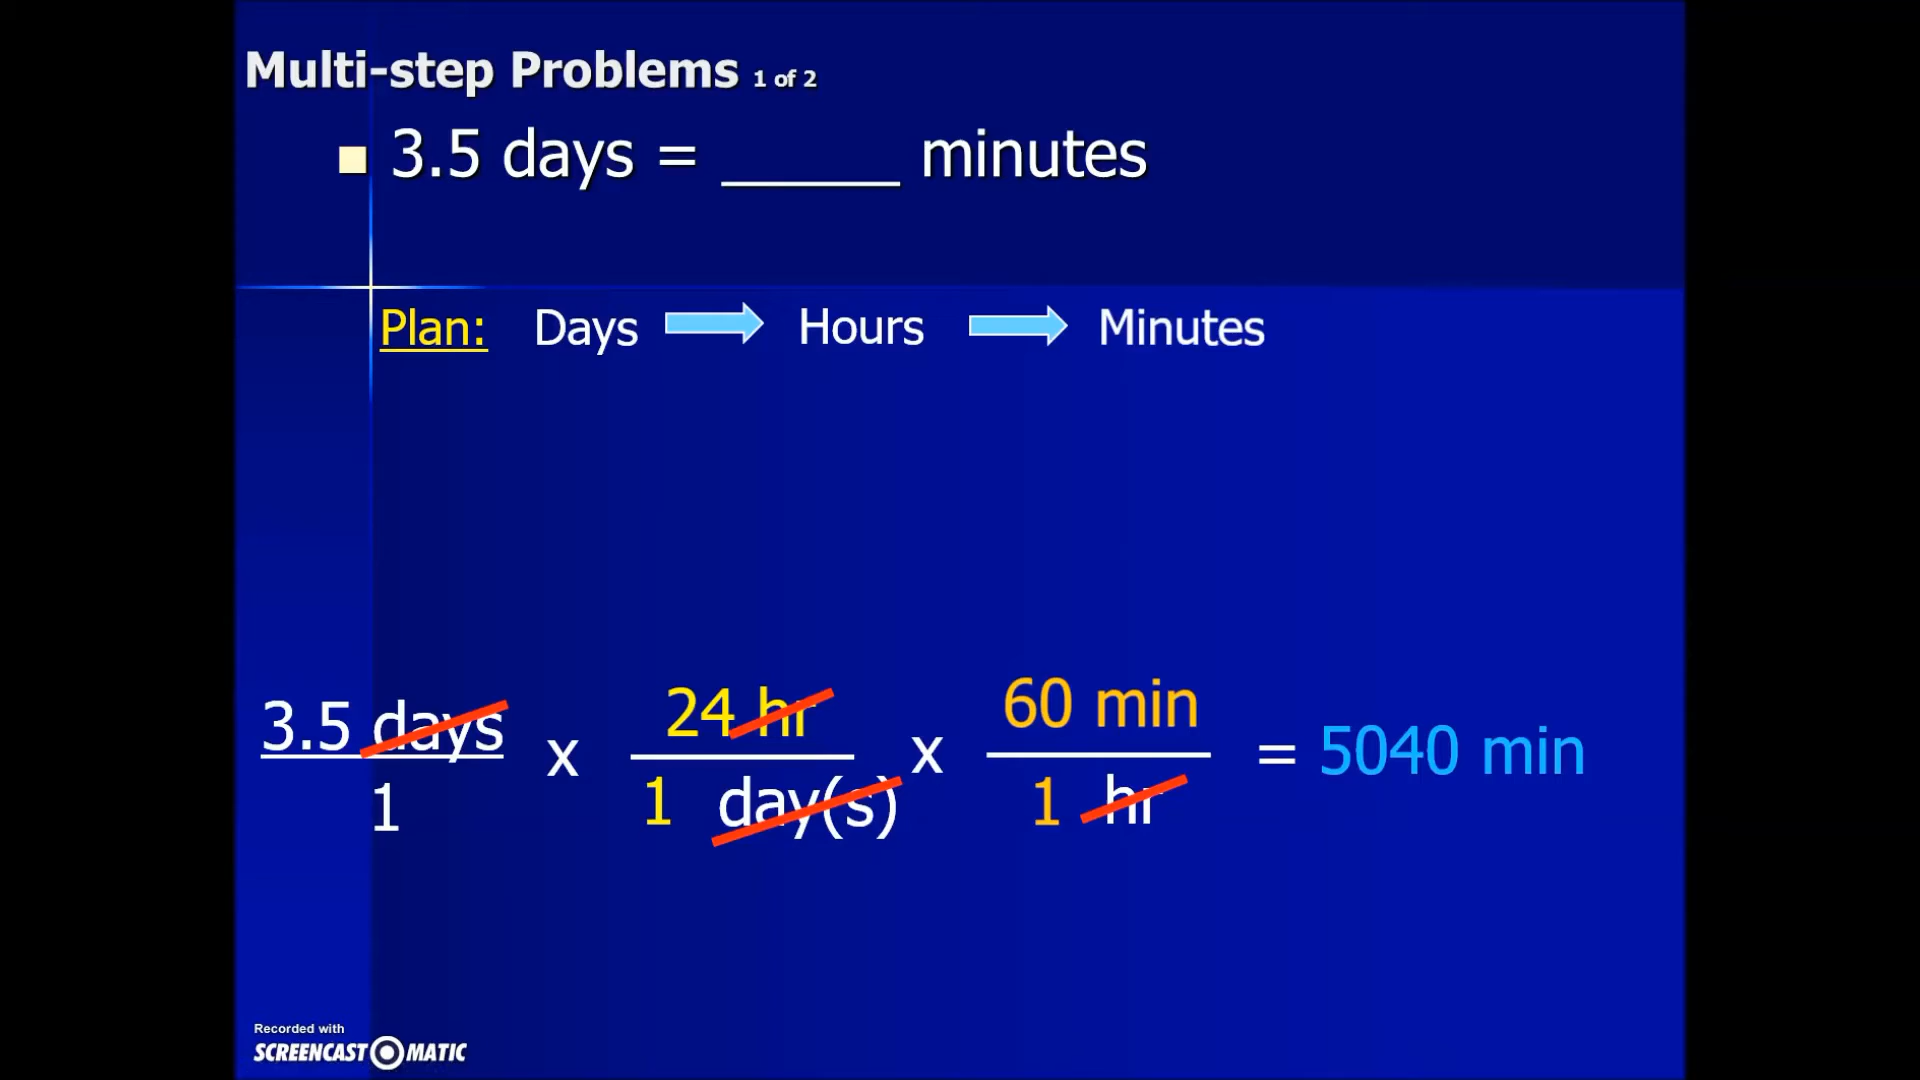 Multi-step Problems 1 of 2
3.5 days = _____ minutes
Plan: Days Hours Minutes
3.5 days x 24 hr x 60 min = 5040 min
1 1 day(s) 1 hr
Recorded with
SCREENCAST MATIC